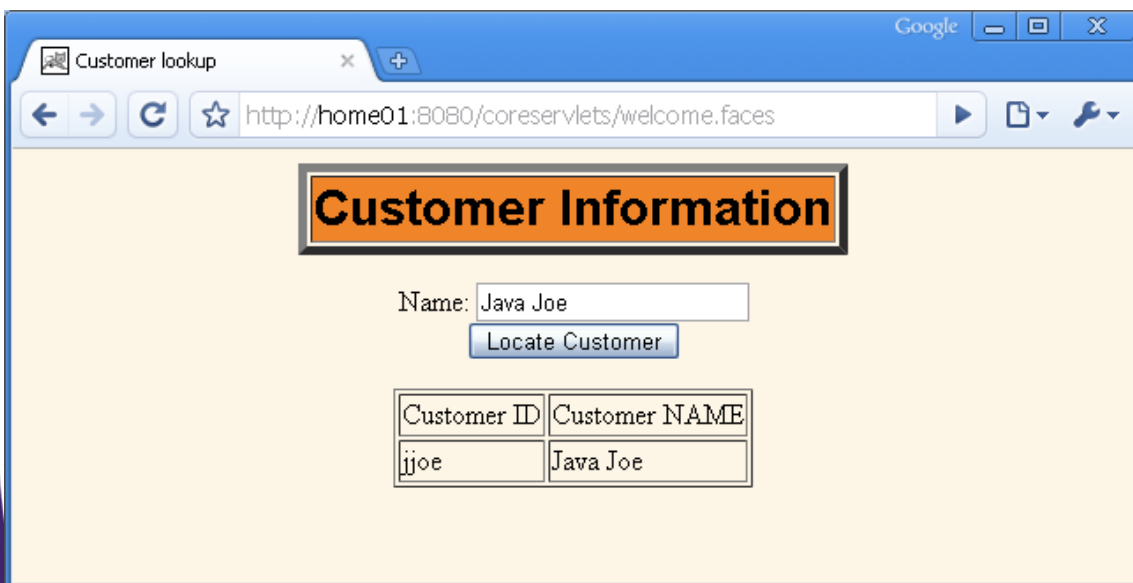 Google
Customer lookup
http://home01:8080/coreservlets/welcome.faces
Customer Information
Name: Java Joe
Locate Customer
Customer ID Customer NAME
jjoe Java Joe